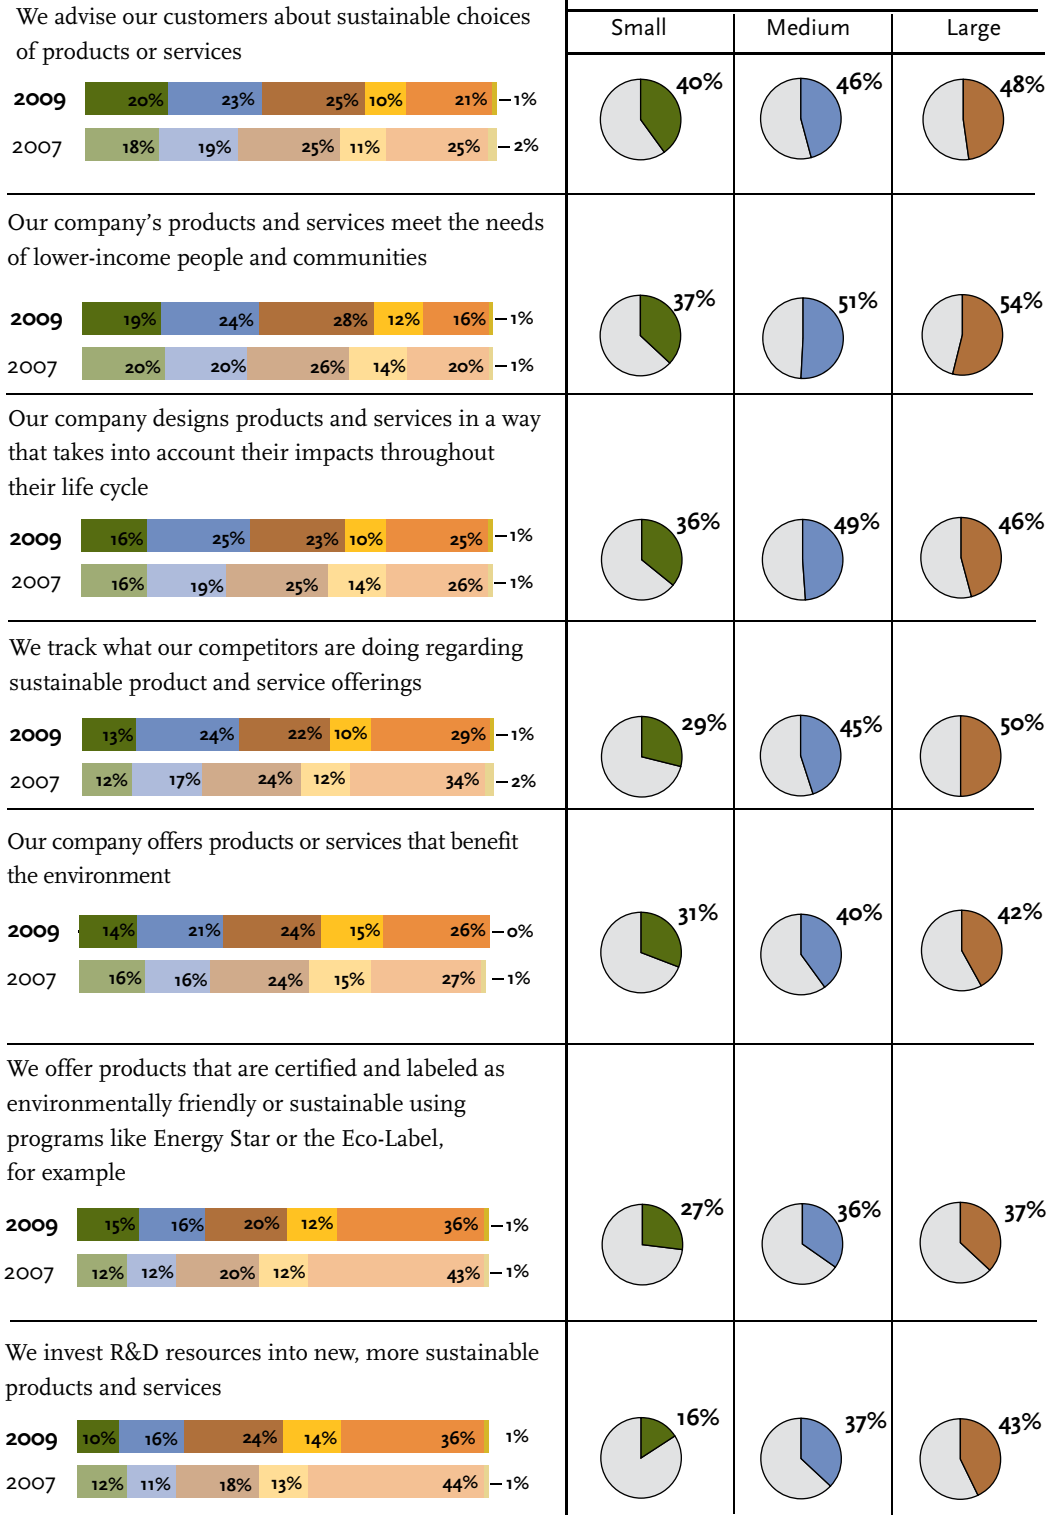 We advise our customers about sustainable choices
of products or services
Small Medium Large
2009 20% 23% 25% 10% 21% 1% 40% 46% 48%
2007 18% 19% 25% 11% 25% 2%
Our company's products and services meet the needs
of lower-income people and communities
2009 19% 24% 28% 12% 16% 1% 37% 51% 54%
2007 20% 20% 26% 14% 20% 1%
Our company designs products and services in a way
that takes into account their impacts throughout
their life cycle
2009 16% 25% 23% 10% 25% 1% 36% 49% 46%
2007 16% 19% 25% 14% 26% 1%
We track what our competitors are doing regarding
sustainable product and service offerings
2009 13% 24% 22% 10% 29% 1% 29% 45% 50%
2007 12% 17% 24% 12% 34% 2%
Our company offers products or services that benefit
the environment
2009 14% 21% 24% 15% 26% 0% 31% 40% 42%
2007 16% 16% 24% 15% 27% 1%
We offer products that are certified and labeled as
environmentally friendly or sustainable using
programs like Energy Star or the Eco-Label,
for example
2009 15% 16% 20% 12% 36% 1% 27% 36% 37%
2007 12% 12% 20% 12% 43% 1%
We invest R&D resources into new, more sustainable
products and services
2009 10% 16% 24% 14% 36% 1% 16% 37% 43%
2007 12% 11% 18% 13% 44% 1%